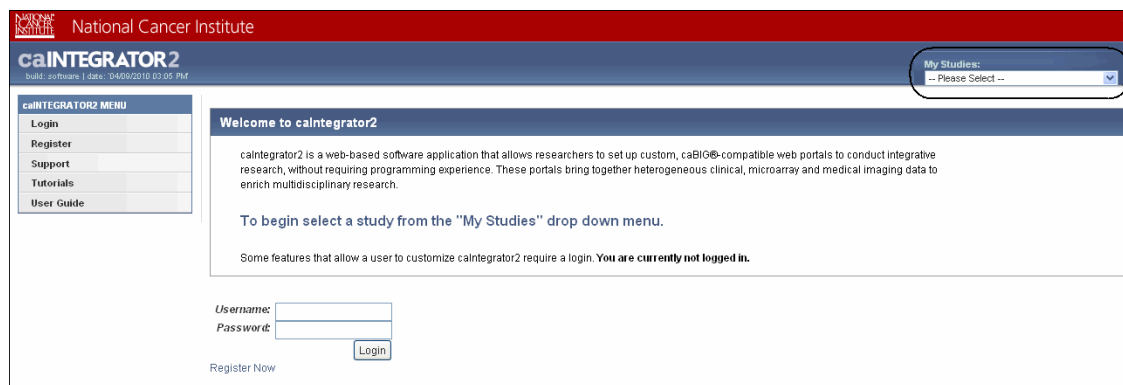 NATIONAL CANCER INSTITUTE
National Cancer Institute
caINTEGRATOR2
build: software | date: '04/09/2010 03:05 PM'
My Studies:
-- Please Select --
caINTEGRATOR2 MENU
Login
Register
Support
Tutorials
User Guide
Welcome to caIntegrator2
caIntegrator2 is a web-based software application that allows researchers to set up custom, caBIG®-compatible web portals to conduct integrative
research, without requiring programming experience. These portals bring together heterogeneous clinical, microarray and medical imaging data to
enrich multidisciplinary research.
To begin select a study from the "My Studies" drop down menu.
Some features that allow a user to customize caIntegrator2 require a login. You are currently not logged in.
Username:
Password:
Login
Register Now